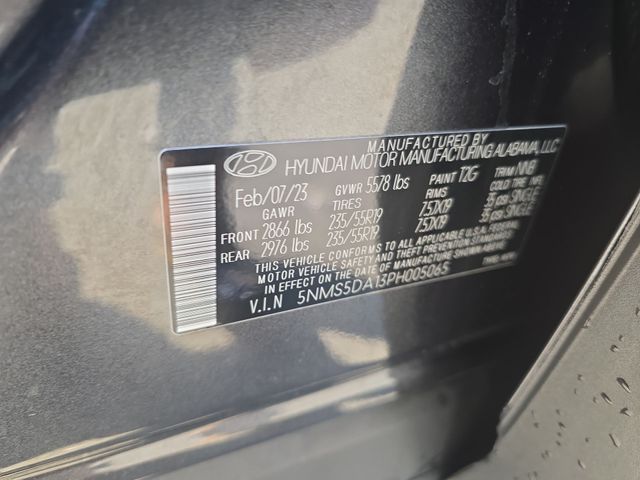 MANUFACTURED BY
HYUNDAI MOTOR MANUFACTURING ALABAMA, LLC
Feb/07/23 GVWR 5578 lbs PAINT T2G TRIM NNB
GAWR TIRES RIMS COLD TIRE INFL
FRONT 2866 lbs 235/55R19 7.5JX19 35 psi SINGLE
REAR 2976 lbs 235/55R19 7.5JX19 35 psi SINGLE
THIS VEHICLE CONFORMS TO ALL APPLICABLE U.S. FEDERAL
MOTOR VEHICLE SAFETY AND THEFT PREVENTION STANDARDS
IN EFFECT ON THE DATE OF MANUFACTURE SHOWN ABOVE.
V.I.N 5NMS5DA13PH005065